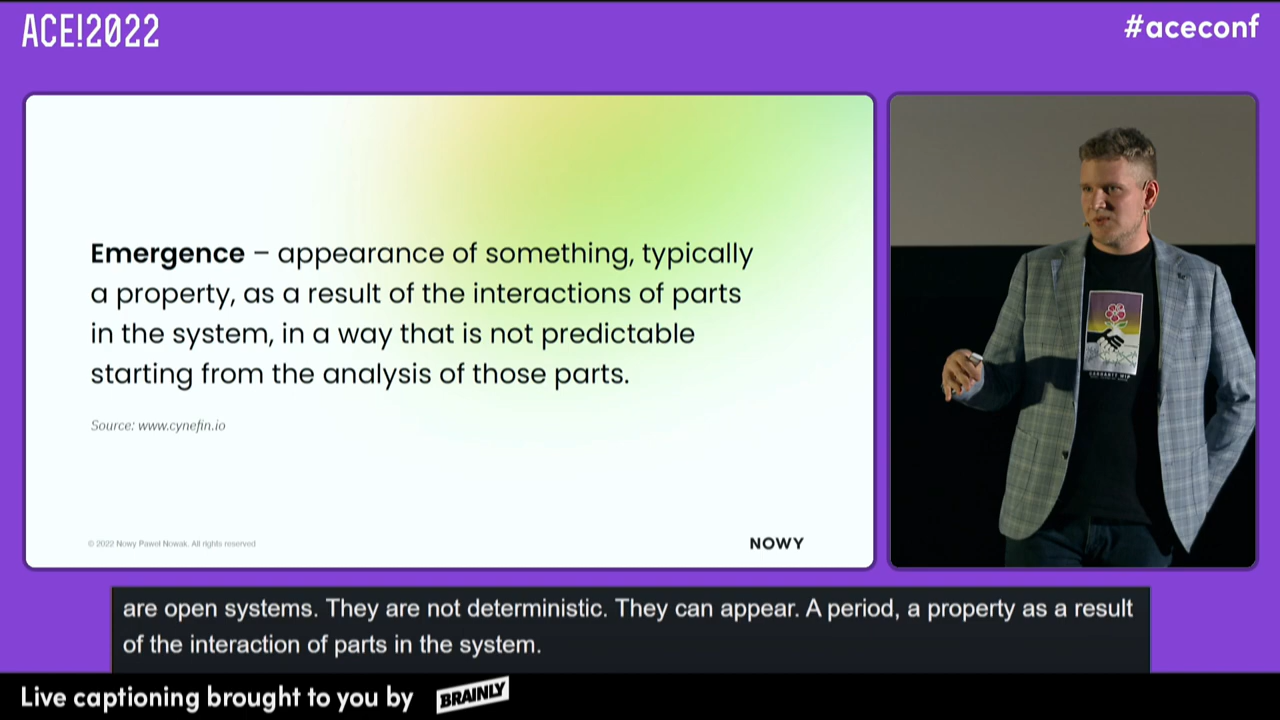 ACE!2022
#aceconf
Emergence – appearance of something, typically
a property, as a result of the interactions of parts
in the system, in a way that is not predictable
starting from the analysis of those parts.
Source: www.cynefin.io
© 2022 Nowy Paweł Nowak. All rights reserved
NOWY
are open systems. They are not deterministic. They can appear. A period, a property as a result
of the interaction of parts in the system.
Live captioning brought to you by
BRAINLY